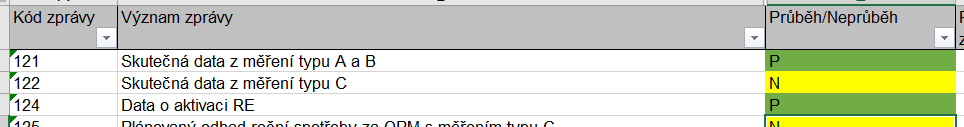 Kód zprávy Význam zprávy Průběh/Neprůběh
121 Skutečná data z měření typu A a B P
122 Skutečná data z měření typu C N
124 Data o aktivaci RE P
125 Plánovaný odhad roční spotřeby ze OPM s měřením typu C N